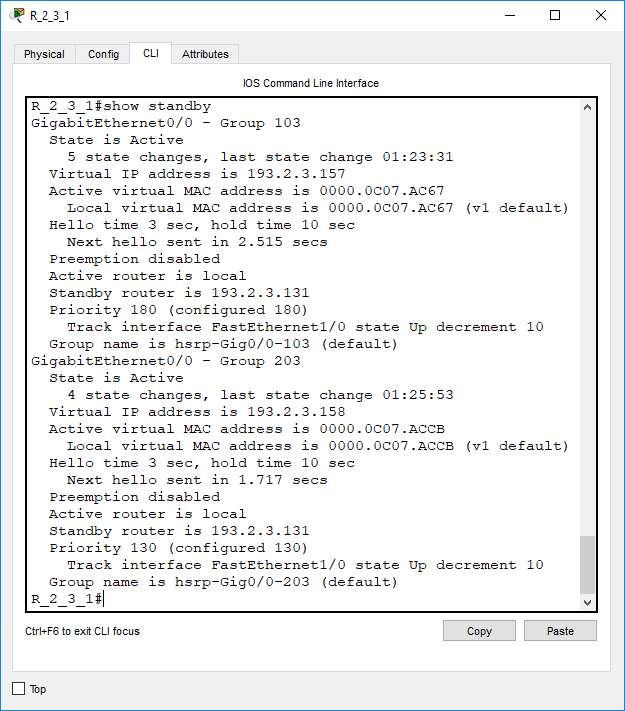 R_2_3_1
Physical Config CLI Attributes
IOS Command Line Interface
R_2_3_1#show standby
GigabitEthernet0/0 - Group 103
State is Active
5 state changes, last state change 01:23:31
Virtual IP address is 193.2.3.157
Active virtual MAC address is 0000.0C07.AC67
Local virtual MAC address is 0000.0C07.AC67 (v1 default)
Hello time 3 sec, hold time 10 sec
Next hello sent in 2.515 secs
Preemption disabled
Active router is local
Standby router is 193.2.3.131
Priority 180 (configured 180)
Track interface FastEthernet1/0 state Up decrement 10
Group name is hsrp-Gig0/0-103 (default)
GigabitEthernet0/0 - Group 203
State is Active
4 state changes, last state change 01:25:53
Virtual IP address is 193.2.3.158
Active virtual MAC address is 0000.0C07.ACCB
Local virtual MAC address is 0000.0C07.ACCB (v1 default)
Hello time 3 sec, hold time 10 sec
Next hello sent in 1.717 secs
Preemption disabled
Active router is local
Standby router is 193.2.3.131
Priority 130 (configured 130)
Track interface FastEthernet1/0 state Up decrement 10
Group name is hsrp-Gig0/0-203 (default)
R_2_3_1#
Ctrl+F6 to exit CLI focus
Copy Paste
Top